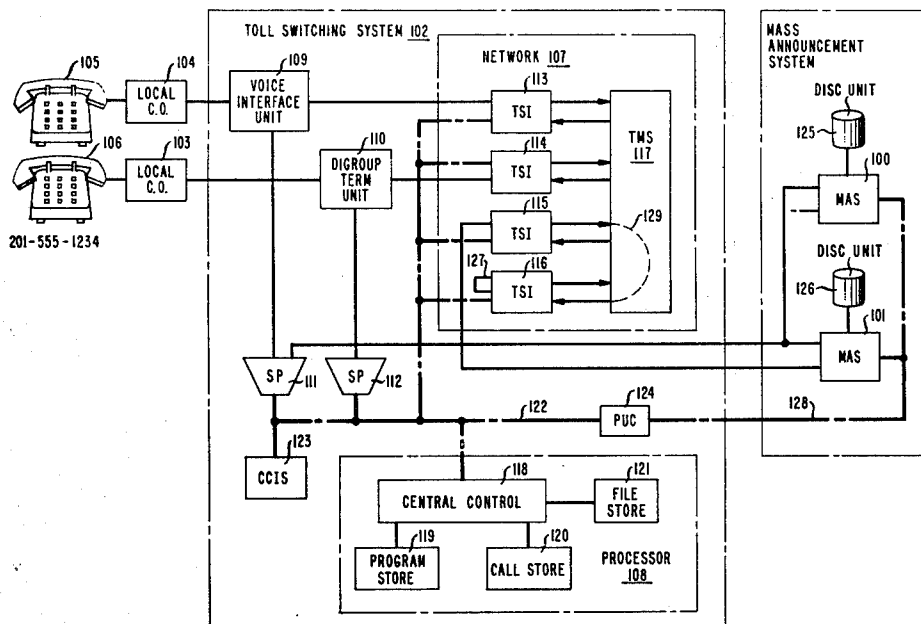 TOLL SWITCHING SYSTEM 102
MASS
ANNOUNCEMENT
SYSTEM
105
104
LOCAL
C.O.
109
VOICE
INTERFACE
UNIT
NETWORK 107
113
TSI
TMS
117
DISC UNIT
125
100
MAS
106
103
LOCAL
C.O.
110
DIGROUP
TERM
UNIT
114
TSI
201-555-1234
115
TSI
129
127
116
TSI
DISC UNIT
126
101
MAS
SP
111
SP
112
122
124
PUC
128
123
CCIS
118
CENTRAL CONTROL
121
FILE
STORE
119
PROGRAM
STORE
120
CALL STORE
PROCESSOR
108